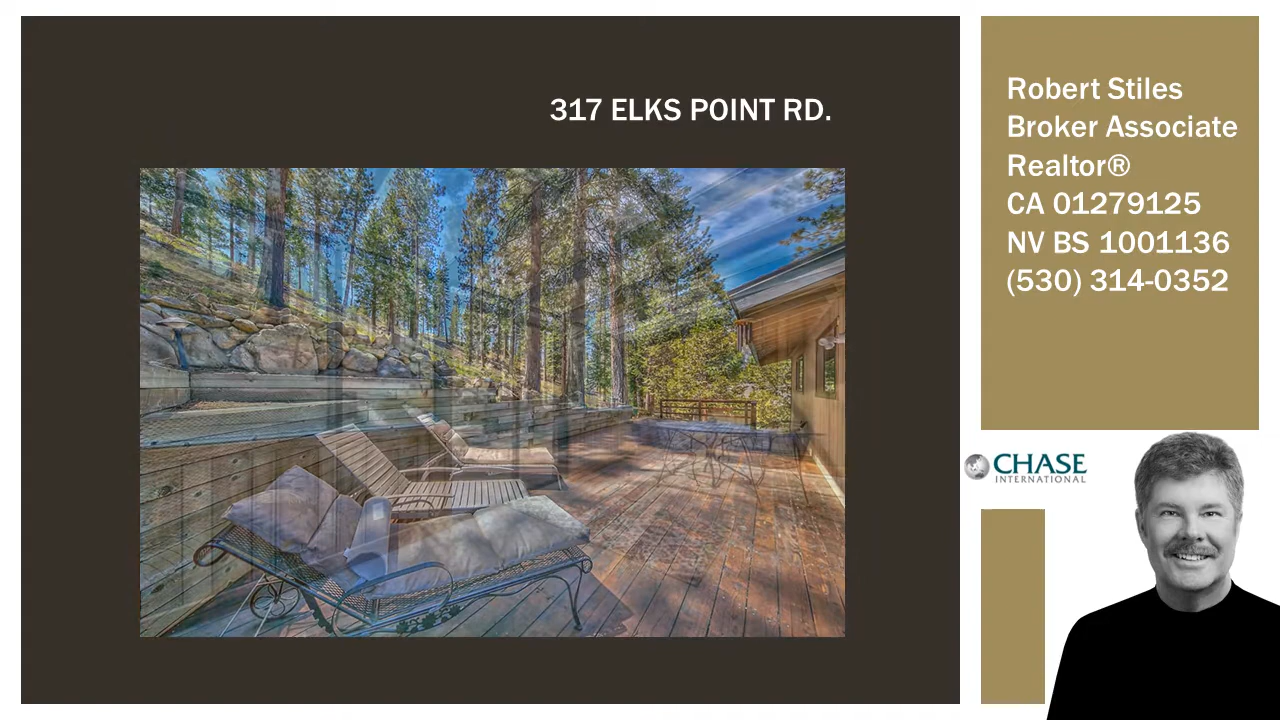 317 ELKS POINT RD.
Robert Stiles
Broker Associate
Realtor®
CA 01279125
NV BS 1001136
(530) 314-0352
CHASE
INTERNATIONAL